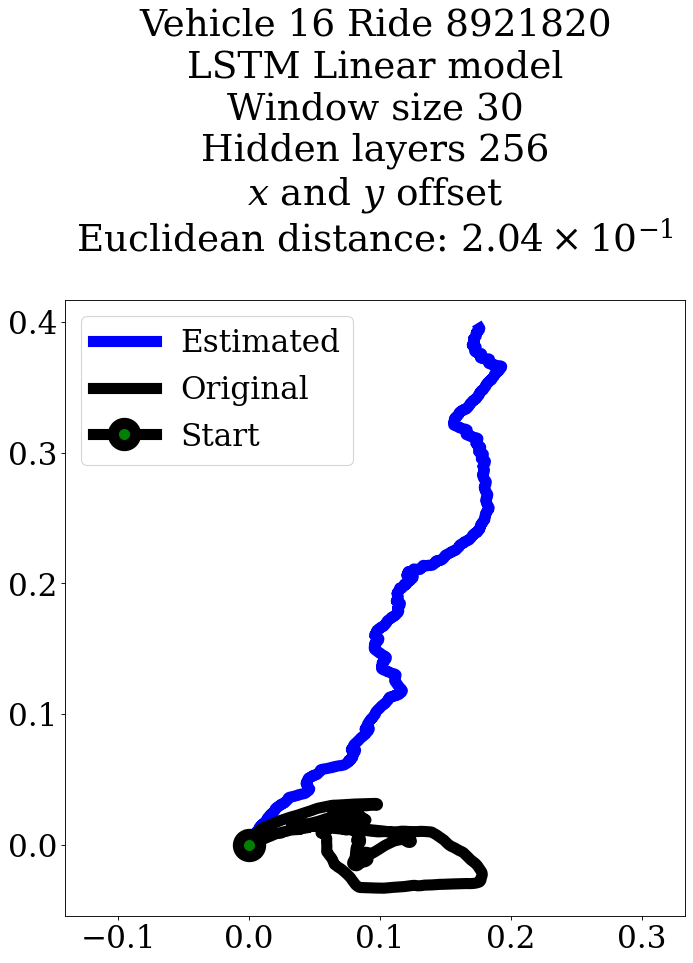 Vehicle 16 Ride 8921820
LSTM Linear model
Window size 30
Hidden layers 256
x and y offset
Euclidean distance: 2.04 × 10⁻¹
Estimated
Original
Start
0.4
0.3
0.2
0.1
0.0
−0.1 0.0 0.1 0.2 0.3